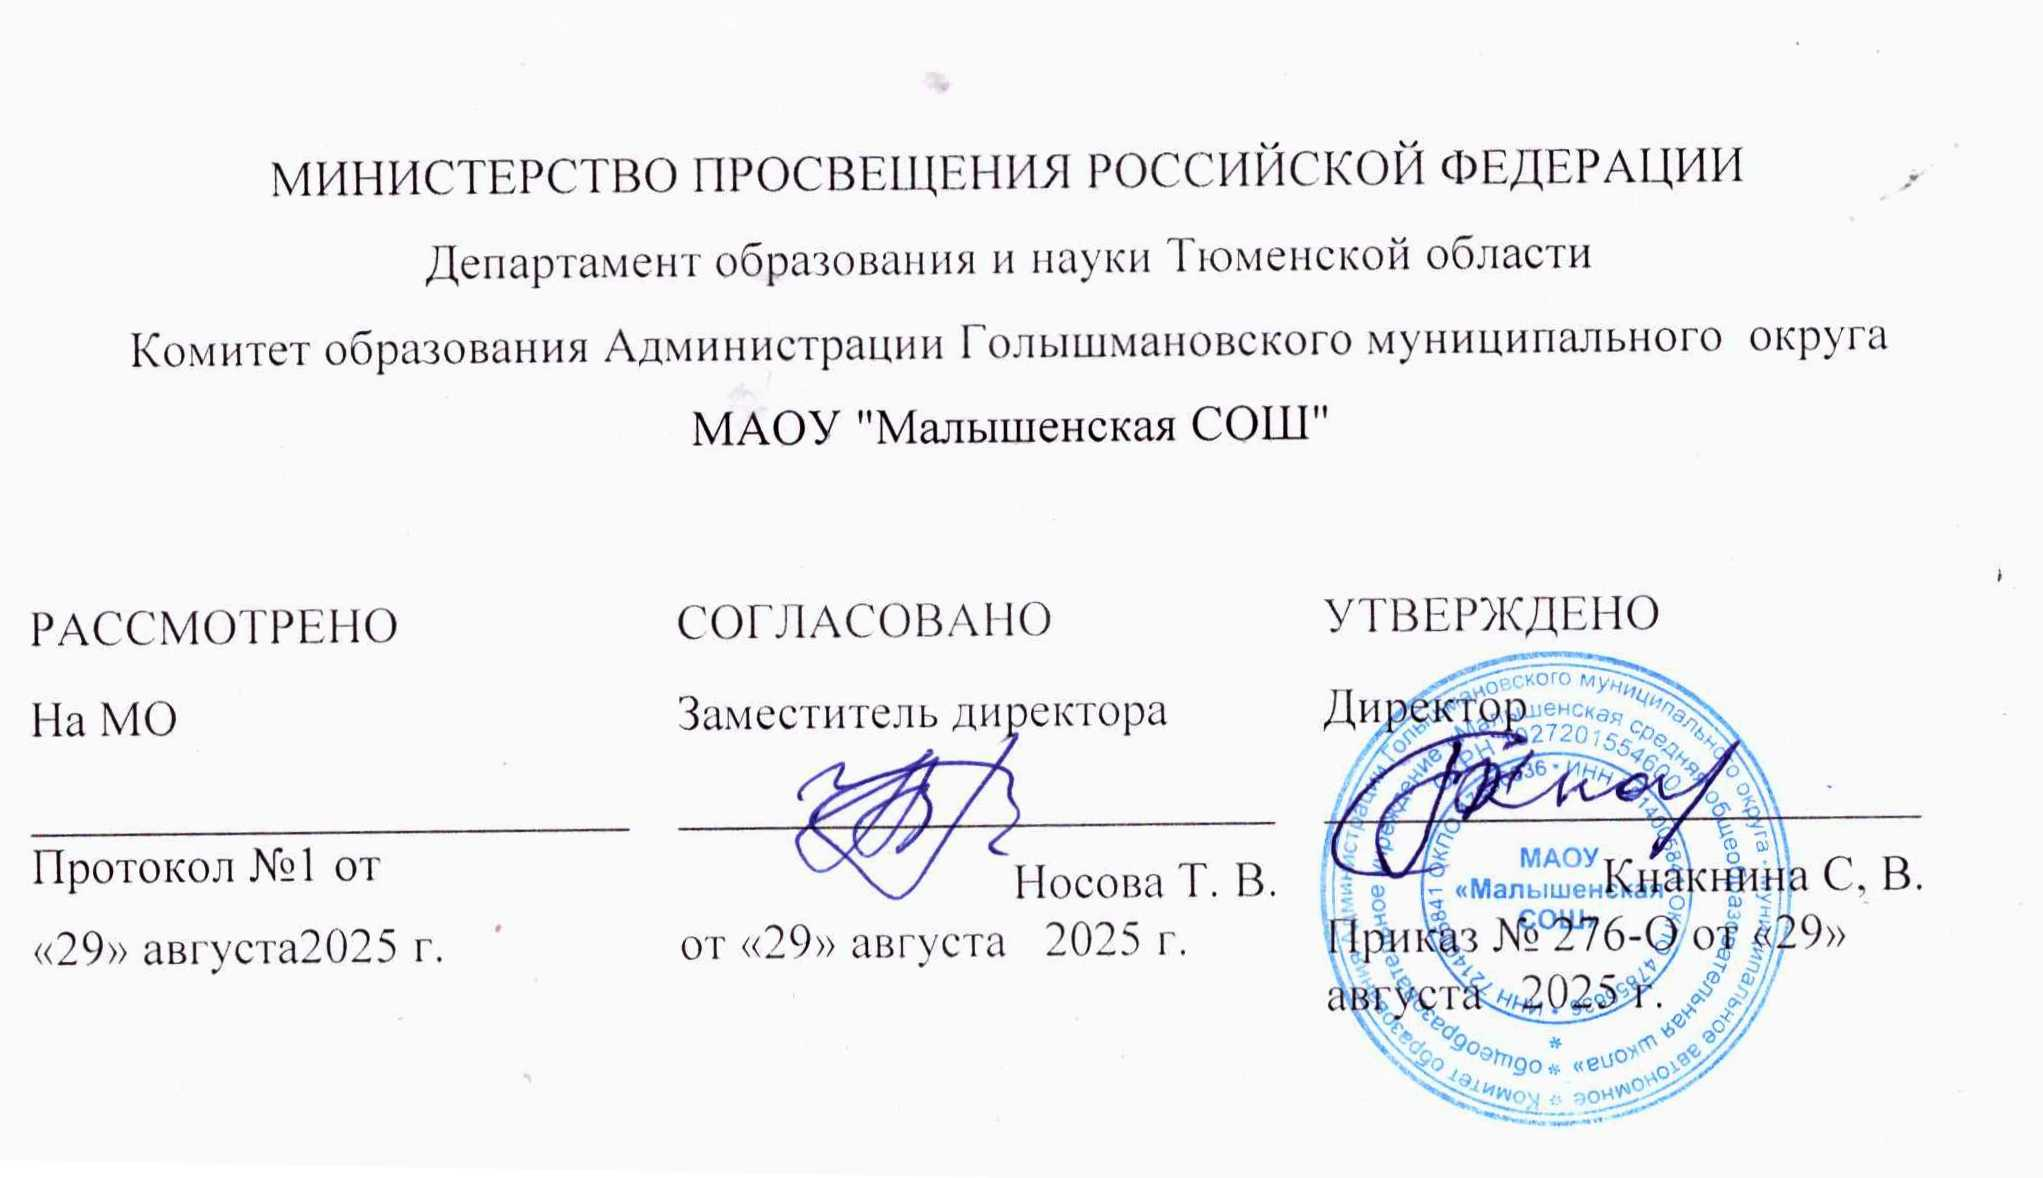 МИНИСТЕРСТВО ПРОСВЕЩЕНИЯ РОССИЙСКОЙ ФЕДЕРАЦИИ
Департамент образования и науки Тюменской области
Комитет образования Администрации Голышмановского муниципального округа
МАОУ "Малышенская СОШ"
РАССМОТРЕНО
На МО
Протокол №1 от
«29» августа2025 г.
СОГЛАСОВАНО
Заместитель директора
Носова Т. В.
от «29» августа 2025 г.
УТВЕРЖДЕНО
Директор
Кнакнина С, В.
Приказ № 276-О от «29»
августа 2025 г.
МАОУ
«Малышенская
СОШ»